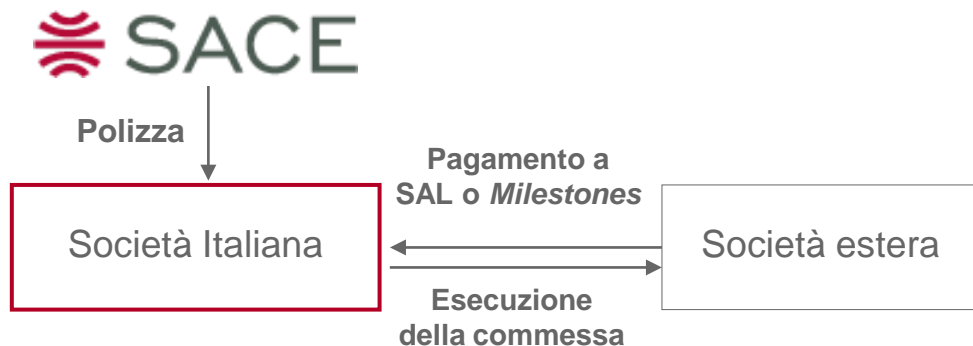 SACE
Polizza
Pagamento a
SAL o Milestones
Società Italiana
Società estera
Esecuzione
della commessa